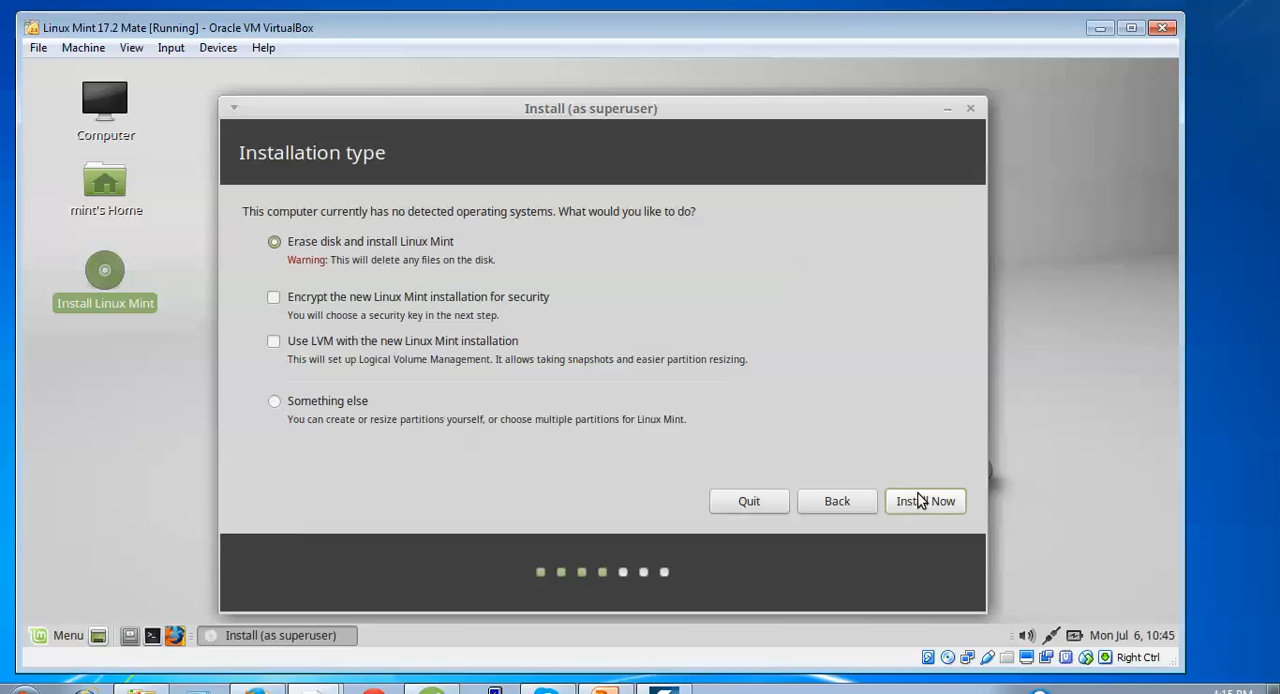 Linux Mint 17.2 Mate [Running] - Oracle VM VirtualBox
File Machine View Input Devices Help
Computer
mint's Home
Install Linux Mint
Install (as superuser)
Installation type
This computer currently has no detected operating systems. What would you like to do?
Erase disk and install Linux Mint
Warning: This will delete any files on the disk.
Encrypt the new Linux Mint installation for security
You will choose a security key in the next step.
Use LVM with the new Linux Mint installation
This will set up Logical Volume Management. It allows taking snapshots and easier partition resizing.
Something else
You can create or resize partitions yourself, or choose multiple partitions for Linux Mint.
Quit Back Install Now
Menu Install (as superuser) Mon Jul 6, 10:45
Right Ctrl
4:15 PM